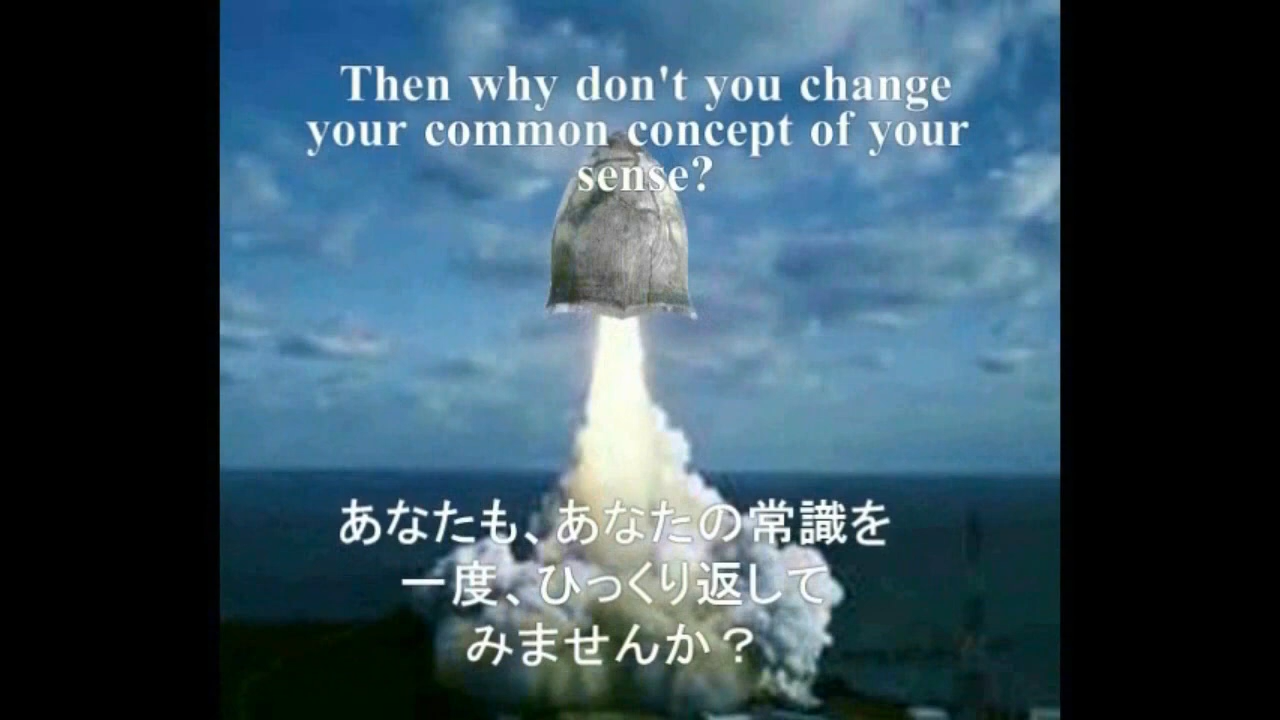 Then why don't you change
your common concept of your
sense?
あなたも、あなたの常識を
一度、ひっくり返して
みませんか？